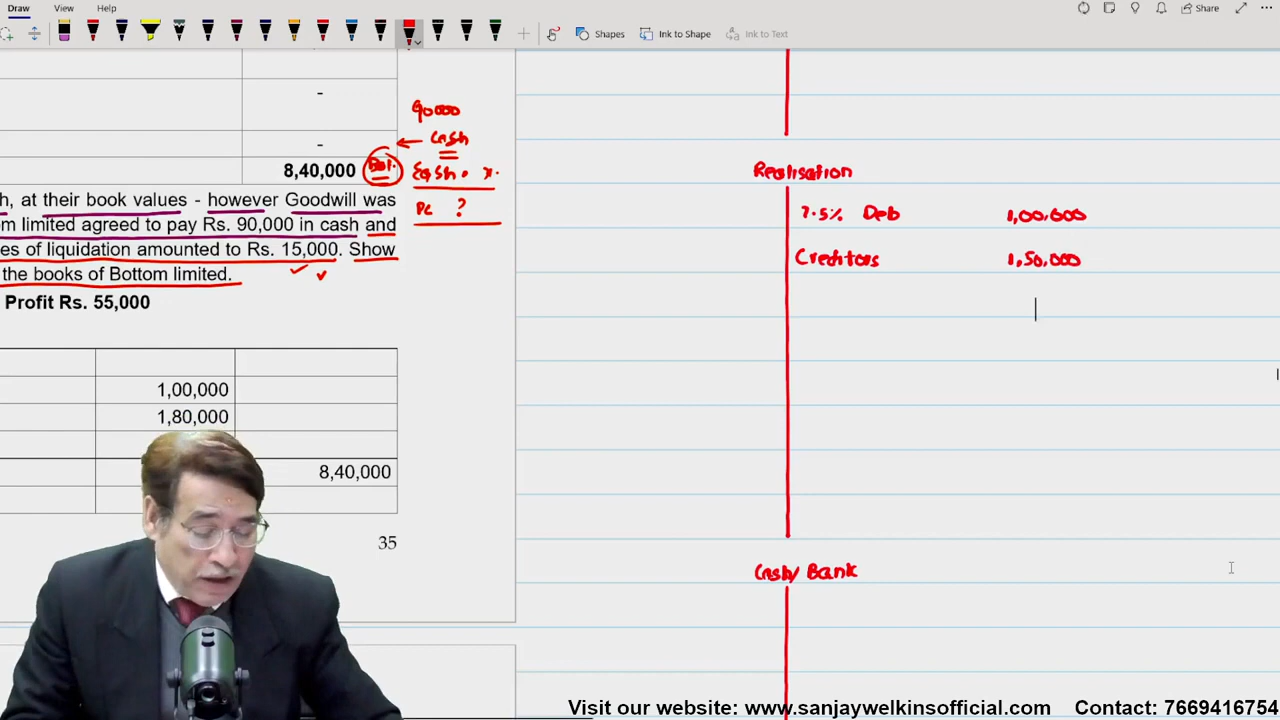 Draw View Help
Share
Shapes Ink to Shape Ink to Text
-
-
8,40,000 Bal.
90000
Cash
Eq Sh. x.
PC ?
h, at their book values - however Goodwill was
om limited agreed to pay Rs. 90,000 in cash and
es of liquidation amounted to Rs. 15,000. Show
the books of Bottom limited.
Profit Rs. 55,000
1,00,000
1,80,000
8,40,000
35
Realisation
7.5% Deb 1,00,000
Creditors 1,50,000
Cash/ Bank
Visit our website: www.sanjaywelkinsofficial.com Contact: 7669416754